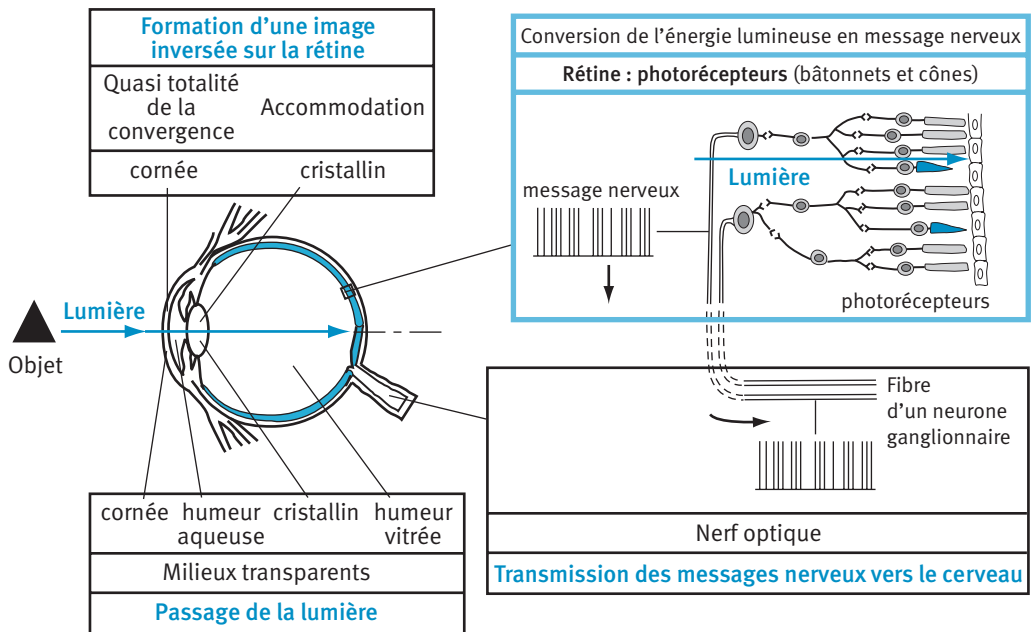 Formation d'une image
inversée sur la rétine
Quasi totalité
de la
convergence
Accommodation
cornée
cristallin
Conversion de l'énergie lumineuse en message nerveux
Rétine : photorécepteurs (bâtonnets et cônes)
message nerveux
Lumière
photorécepteurs
Lumière
Objet
Fibre
d'un neurone
ganglionnaire
Nerf optique
Transmission des messages nerveux vers le cerveau
cornée
humeur
aqueuse
cristallin
humeur
vitrée
Milieux transparents
Passage de la lumière